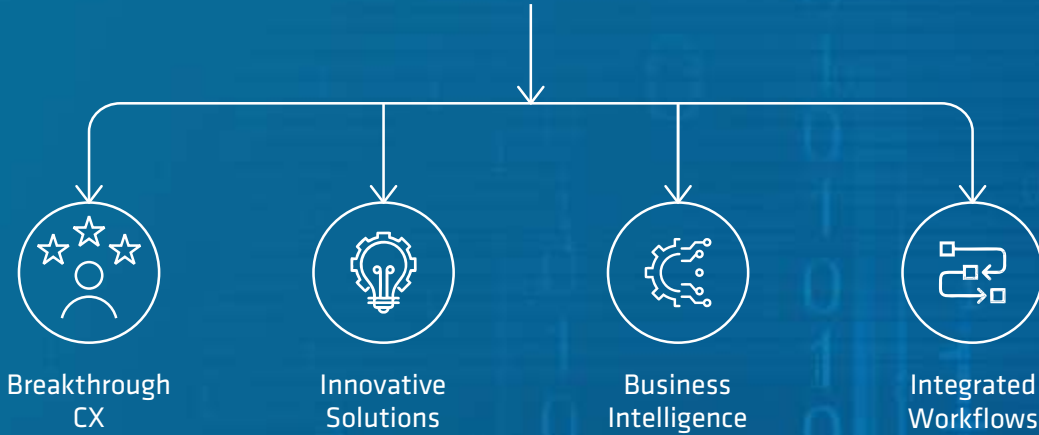 Breakthrough
CX
Innovative
Solutions
Business
Intelligence
Integrated
Workflows